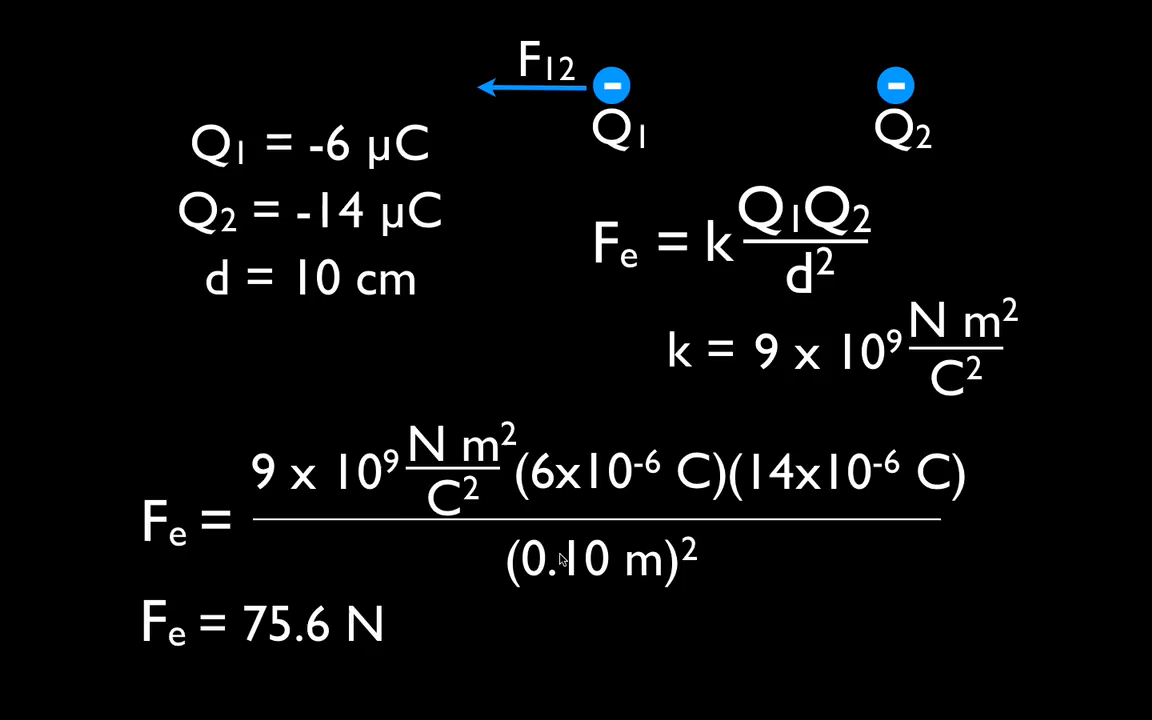 F₁₂
- -
Q₁ Q₂
Q₁ = -6 µC
Q₂ = -14 µC
d = 10 cm
Fₑ = k Q₁Q₂ / d²
k = 9 x 10⁹ N m² / C²
Fₑ = 9 x 10⁹ N m² / C² (6x10⁻⁶ C)(14x10⁻⁶ C) / (0.10 m)²
Fₑ = 75.6 N